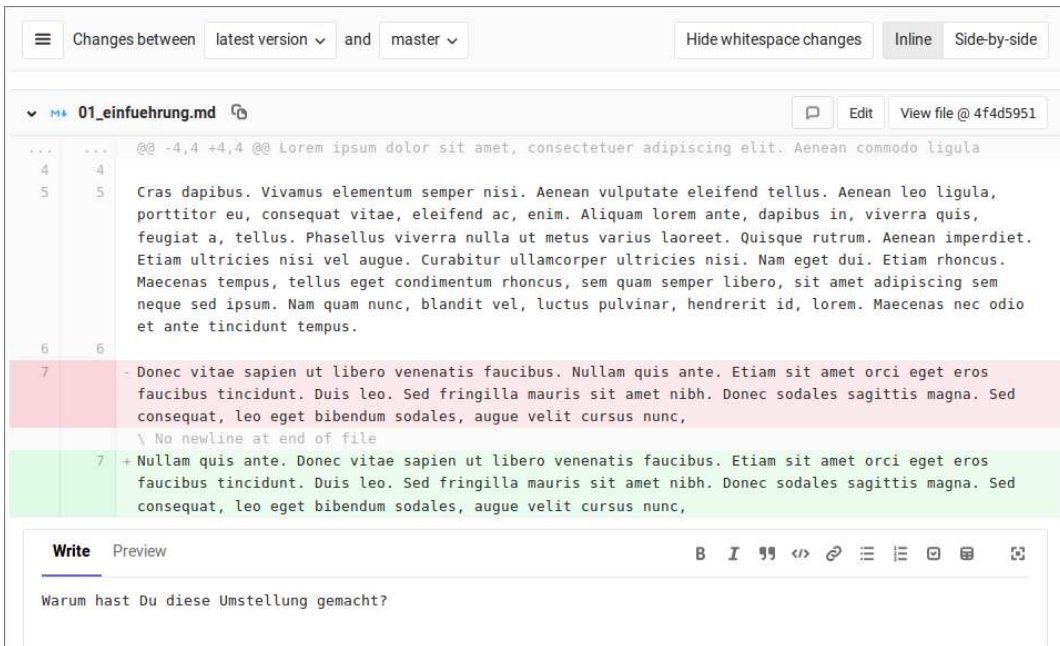 Changes between latest version and master Hide whitespace changes Inline Side-by-side
M 01_einfuehrung.md Edit View file @ 4f4d5951
... ... @@ -4,4 +4,4 @@ Lorem ipsum dolor sit amet, consectetuer adipiscing elit. Aenean commodo ligula
4 4
5 5 Cras dapibus. Vivamus elementum semper nisi. Aenean vulputate eleifend tellus. Aenean leo ligula,
porttitor eu, consequat vitae, eleifend ac, enim. Aliquam lorem ante, dapibus in, viverra quis,
feugiat a, tellus. Phasellus viverra nulla ut metus varius laoreet. Quisque rutrum. Aenean imperdiet.
Etiam ultricies nisi vel augue. Curabitur ullamcorper ultricies nisi. Nam eget dui. Etiam rhoncus.
Maecenas tempus, tellus eget condimentum rhoncus, sem quam semper libero, sit amet adipiscing sem
neque sed ipsum. Nam quam nunc, blandit vel, luctus pulvinar, hendrerit id, lorem. Maecenas nec odio
et ante tincidunt tempus.
6 6
7 - Donec vitae sapien ut libero venenatis faucibus. Nullam quis ante. Etiam sit amet orci eget eros
faucibus tincidunt. Duis leo. Sed fringilla mauris sit amet nibh. Donec sodales sagittis magna. Sed
consequat, leo eget bibendum sodales, augue velit cursus nunc,
\ No newline at end of file
7 + Nullam quis ante. Donec vitae sapien ut libero venenatis faucibus. Etiam sit amet orci eget eros
faucibus tincidunt. Duis leo. Sed fringilla mauris sit amet nibh. Donec sodales sagittis magna. Sed
consequat, leo eget bibendum sodales, augue velit cursus nunc,
Write Preview B I
Warum hast Du diese Umstellung gemacht?